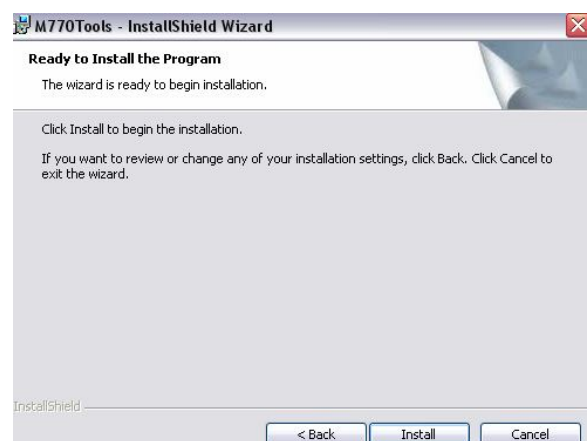 M770Tools - InstallShield Wizard
Ready to Install the Program
The wizard is ready to begin installation.
Click Install to begin the installation.
If you want to review or change any of your installation settings, click Back. Click Cancel to
exit the wizard.
InstallShield
< Back Install Cancel